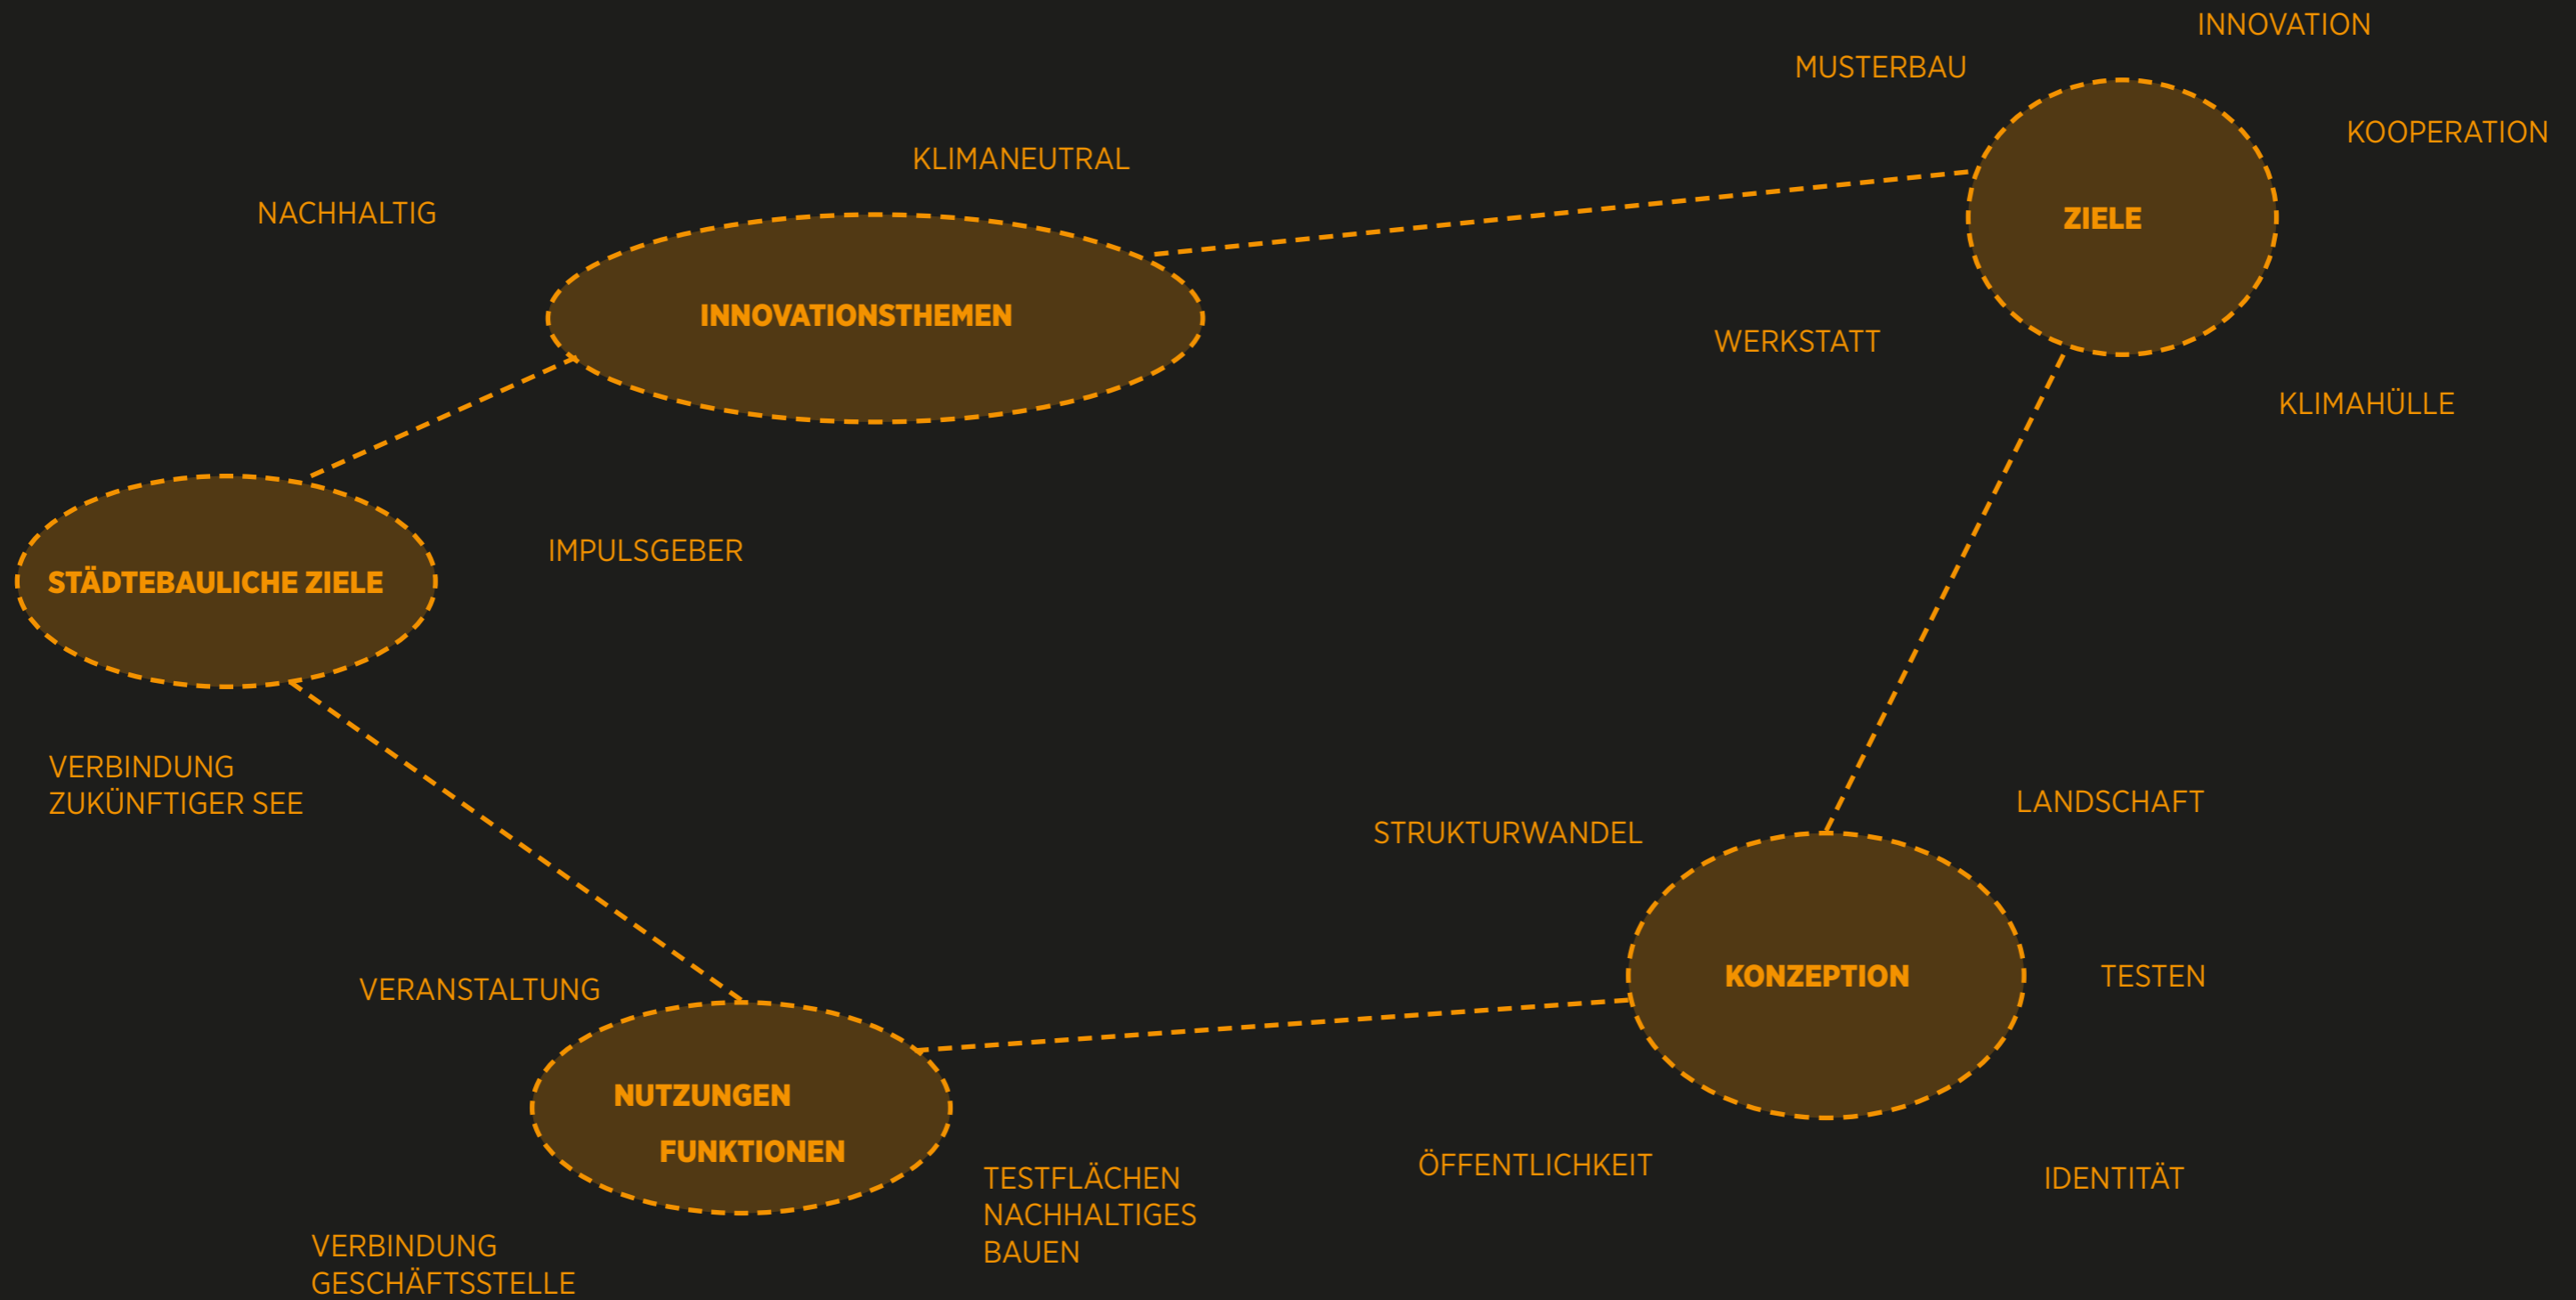 INNOVATION
MUSTERBAU
KOOPERATION
KLIMANEUTRAL
NACHHALTIG
ZIELE
INNOVATIONSTHEMEN
WERKSTATT
KLIMAHÜLLE
IMPULSGEBER
STÄDTEBAULICHE ZIELE
VERBINDUNG
ZUKÜNFTIGER SEE
LANDSCHAFT
STRUKTURWANDEL
KONZEPTION
TESTEN
VERANSTALTUNG
NUTZUNGEN
FUNKTIONEN
ÖFFENTLICHKEIT
IDENTITÄT
TESTFLÄCHEN
NACHHALTIGES
BAUEN
VERBINDUNG
GESCHÄFTSSTELLE